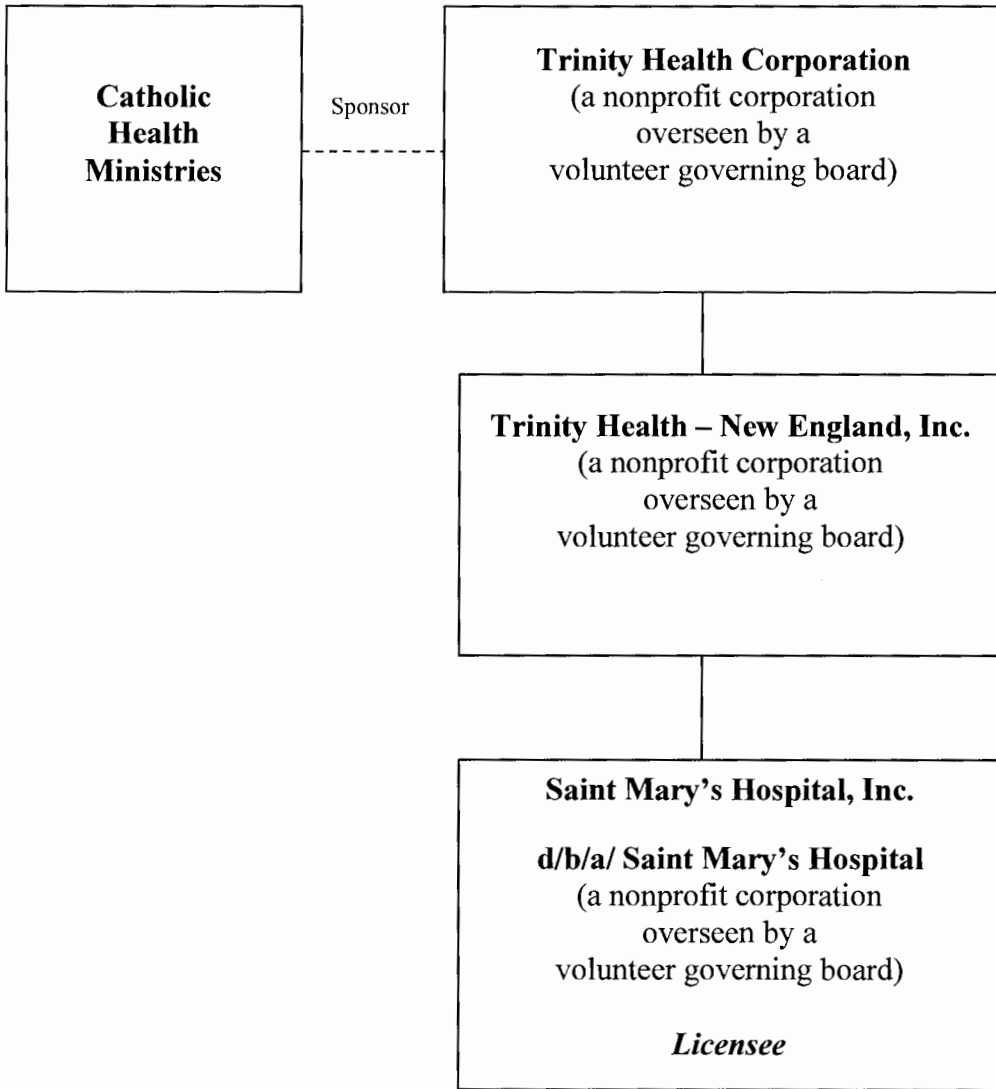 Catholic
Health
Ministries
Sponsor
Trinity Health Corporation
(a nonprofit corporation
overseen by a
volunteer governing board)
Trinity Health – New England, Inc.
(a nonprofit corporation
overseen by a
volunteer governing board)
Saint Mary's Hospital, Inc.
d/b/a/ Saint Mary's Hospital
(a nonprofit corporation
overseen by a
volunteer governing board)
Licensee